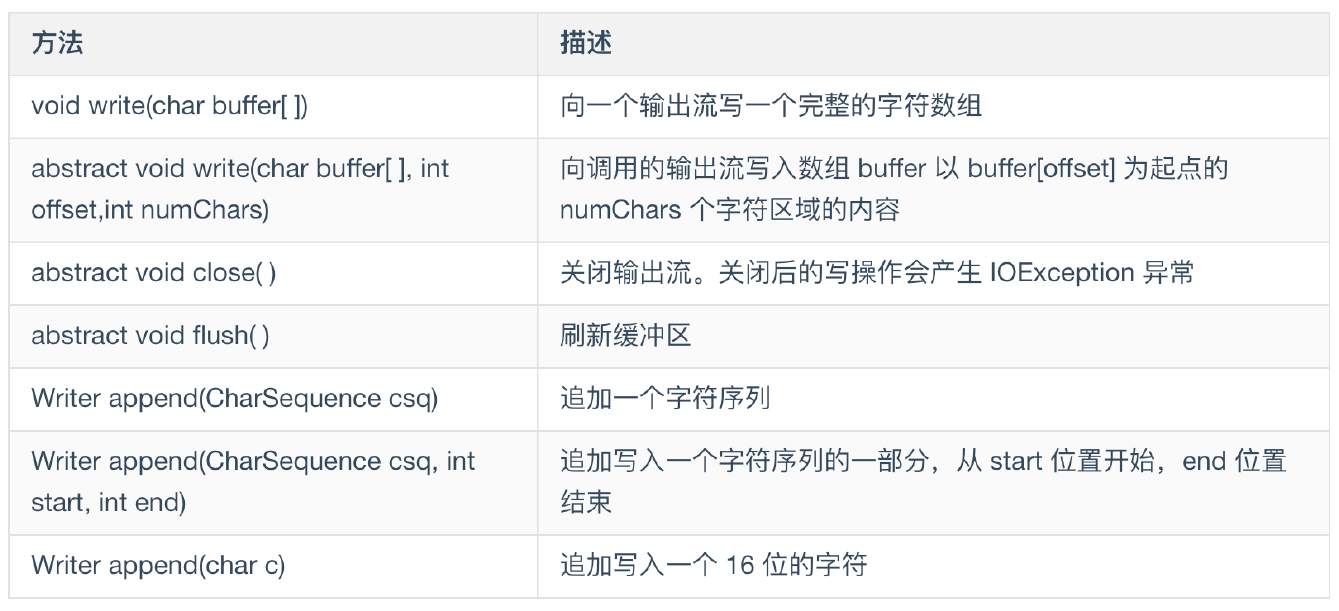 方法
描述
void write(char buffer[ ])
向一个输出流写一个完整的字符数组
abstract void write(char buffer[ ], int
offset,int numChars)
向调用的输出流写入数组 buffer 以 buffer[offset] 为起点的
numChars 个字符区域的内容
abstract void close( )
关闭输出流。关闭后的写操作会产生 IOException 异常
abstract void flush( )
刷新缓冲区
Writer append(CharSequence csq)
追加一个字符序列
Writer append(CharSequence csq, int
start, int end)
追加写入一个字符序列的一部分，从 start 位置开始，end 位置
结束
Writer append(char c)
追加写入一个 16 位的字符